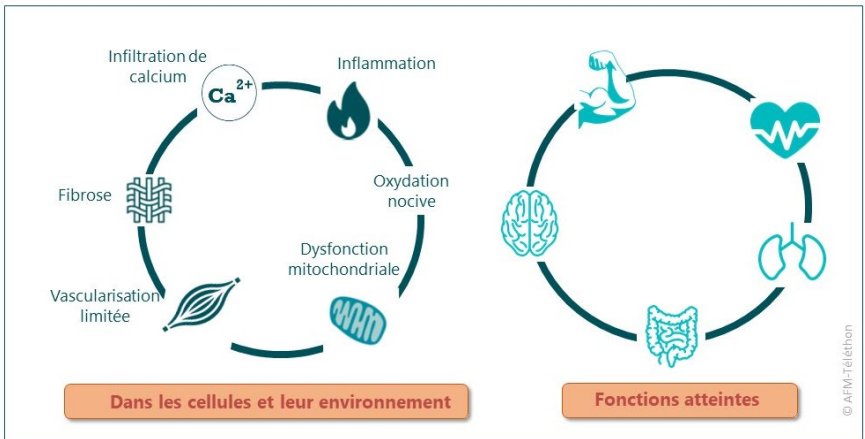 Infiltration de
calcium
Ca²⁺
Inflammation
Oxydation
nocive
Dysfonction
mitochondriale
Vascularisation
limitée
Fibrose
Dans les cellules et leur environnement
Fonctions atteintes
© AFM-Téléthon